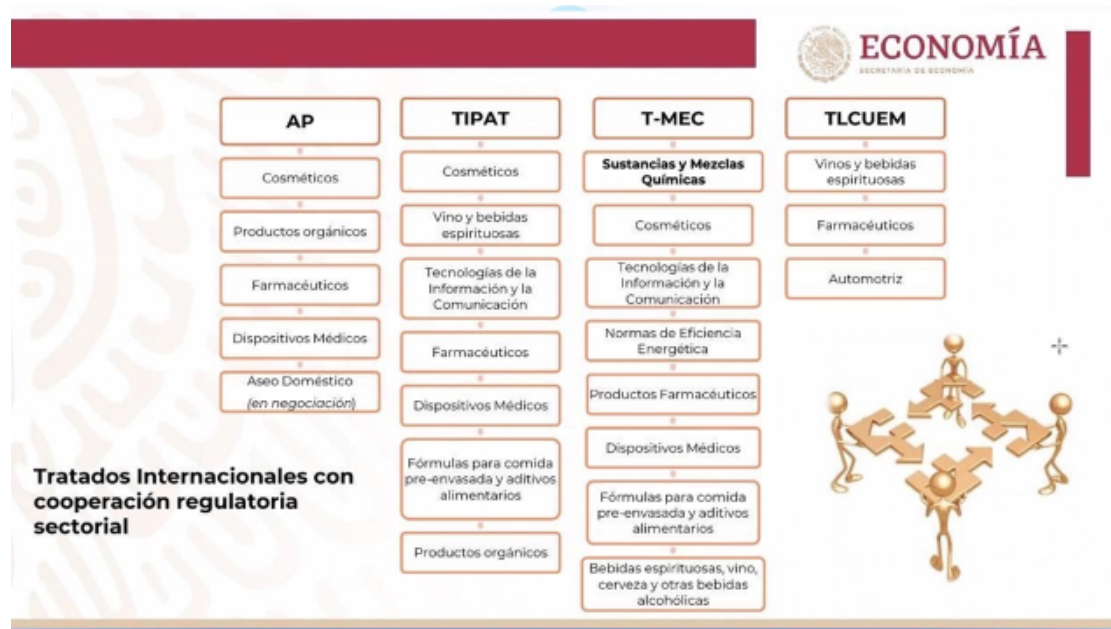 ECONOMÍA
SECRETARÍA DE ECONOMÍA
AP
Cosméticos
Productos orgánicos
Farmacéuticos
Dispositivos Médicos
Aseo Doméstico
(en negociación)
TIPAT
Cosméticos
Vino y bebidas
espirituosas
Tecnologías de la
Información y la
Comunicación
Farmacéuticos
Dispositivos Médicos
Fórmulas para comida
pre-envasada y aditivos
alimentarios
Productos orgánicos
T-MEC
Sustancias y Mezclas
Químicas
Cosméticos
Tecnologías de la
Información y la
Comunicación
Normas de Eficiencia
Energética
Productos Farmacéuticos
Dispositivos Médicos
Fórmulas para comida
pre-envasada y aditivos
alimentarios
Bebidas espirituosas, vino,
cerveza y otras bebidas
alcohólicas
TLCUEM
Vinos y bebidas
espirituosas
Farmacéuticos
Automotriz
Tratados Internacionales con
cooperación regulatoria
sectorial